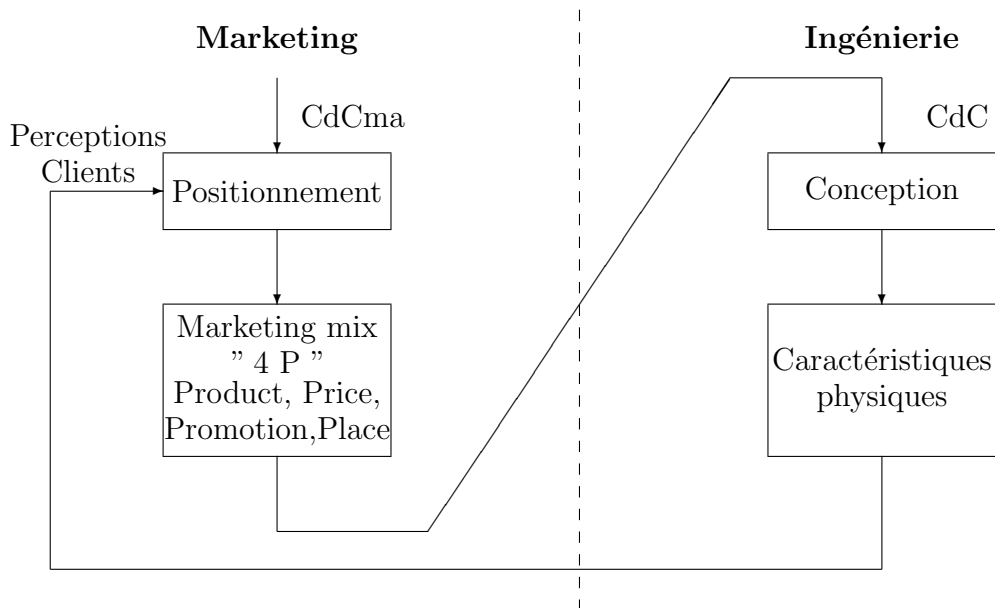 Marketing
Ingénierie
CdCma
CdC
Perceptions
Clients
Positionnement
Conception
Marketing mix
” 4 P ”
Product, Price,
Promotion,Place
Caractéristiques
physiques